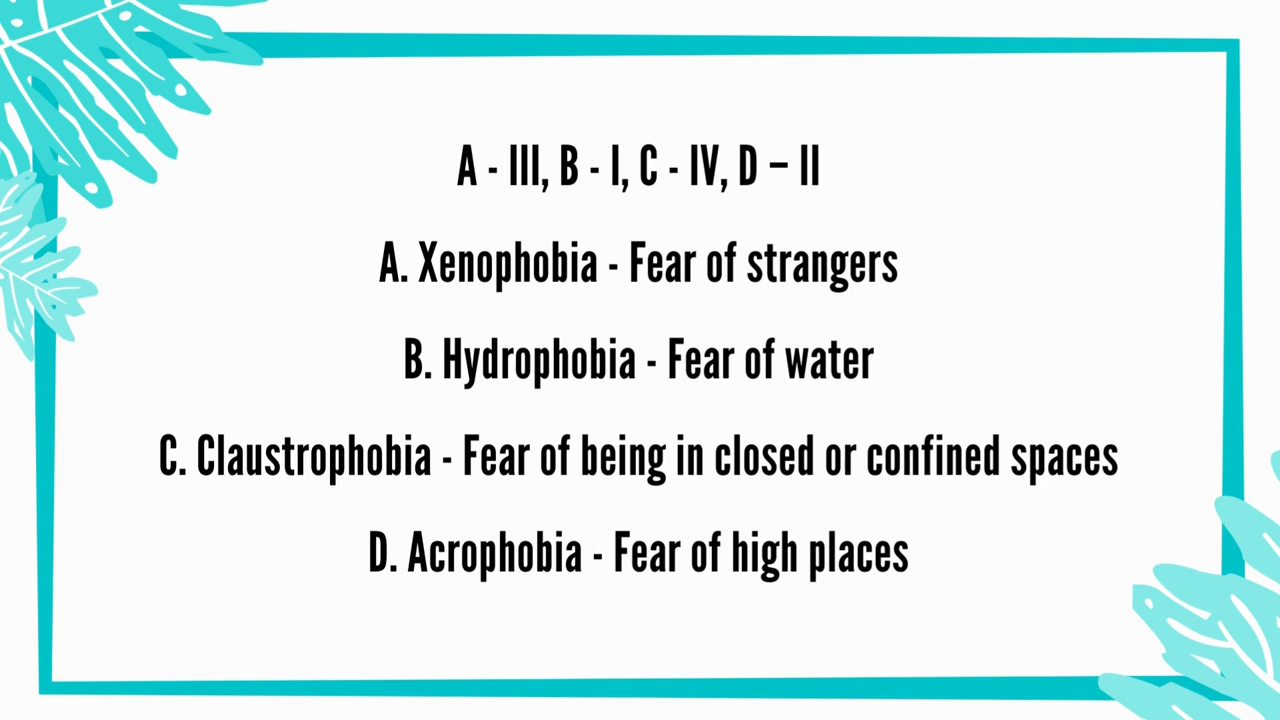 A - III, B - I, C - IV, D – II
A. Xenophobia - Fear of strangers
B. Hydrophobia - Fear of water
C. Claustrophobia - Fear of being in closed or confined spaces
D. Acrophobia - Fear of high places